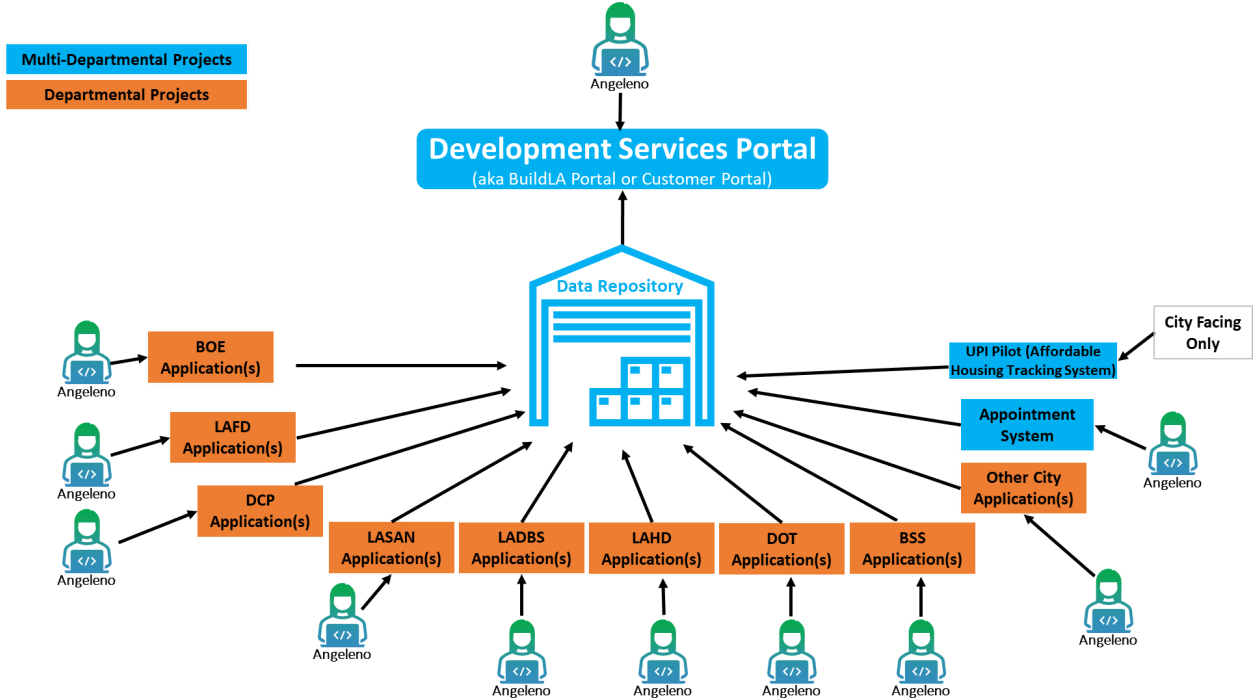 Angeleno
Multi-Departmental Projects
Departmental Projects
Development Services Portal
(aka BuildLA Portal or Customer Portal)
Data Repository
City Facing
Only
BOE
Application(s)
Angeleno
UPI Pilot (Affordable
Housing Tracking System)
LAFD
Application(s)
Angeleno
Appointment
System
Angeleno
DCP
Application(s)
Angeleno
Other City
Application(s)
Angeleno
LASAN
Application(s)
LADBS
Application(s)
LAHD
Application(s)
DOT
Application(s)
BSS
Application(s)
Angeleno
Angeleno
Angeleno
Angeleno
Angeleno